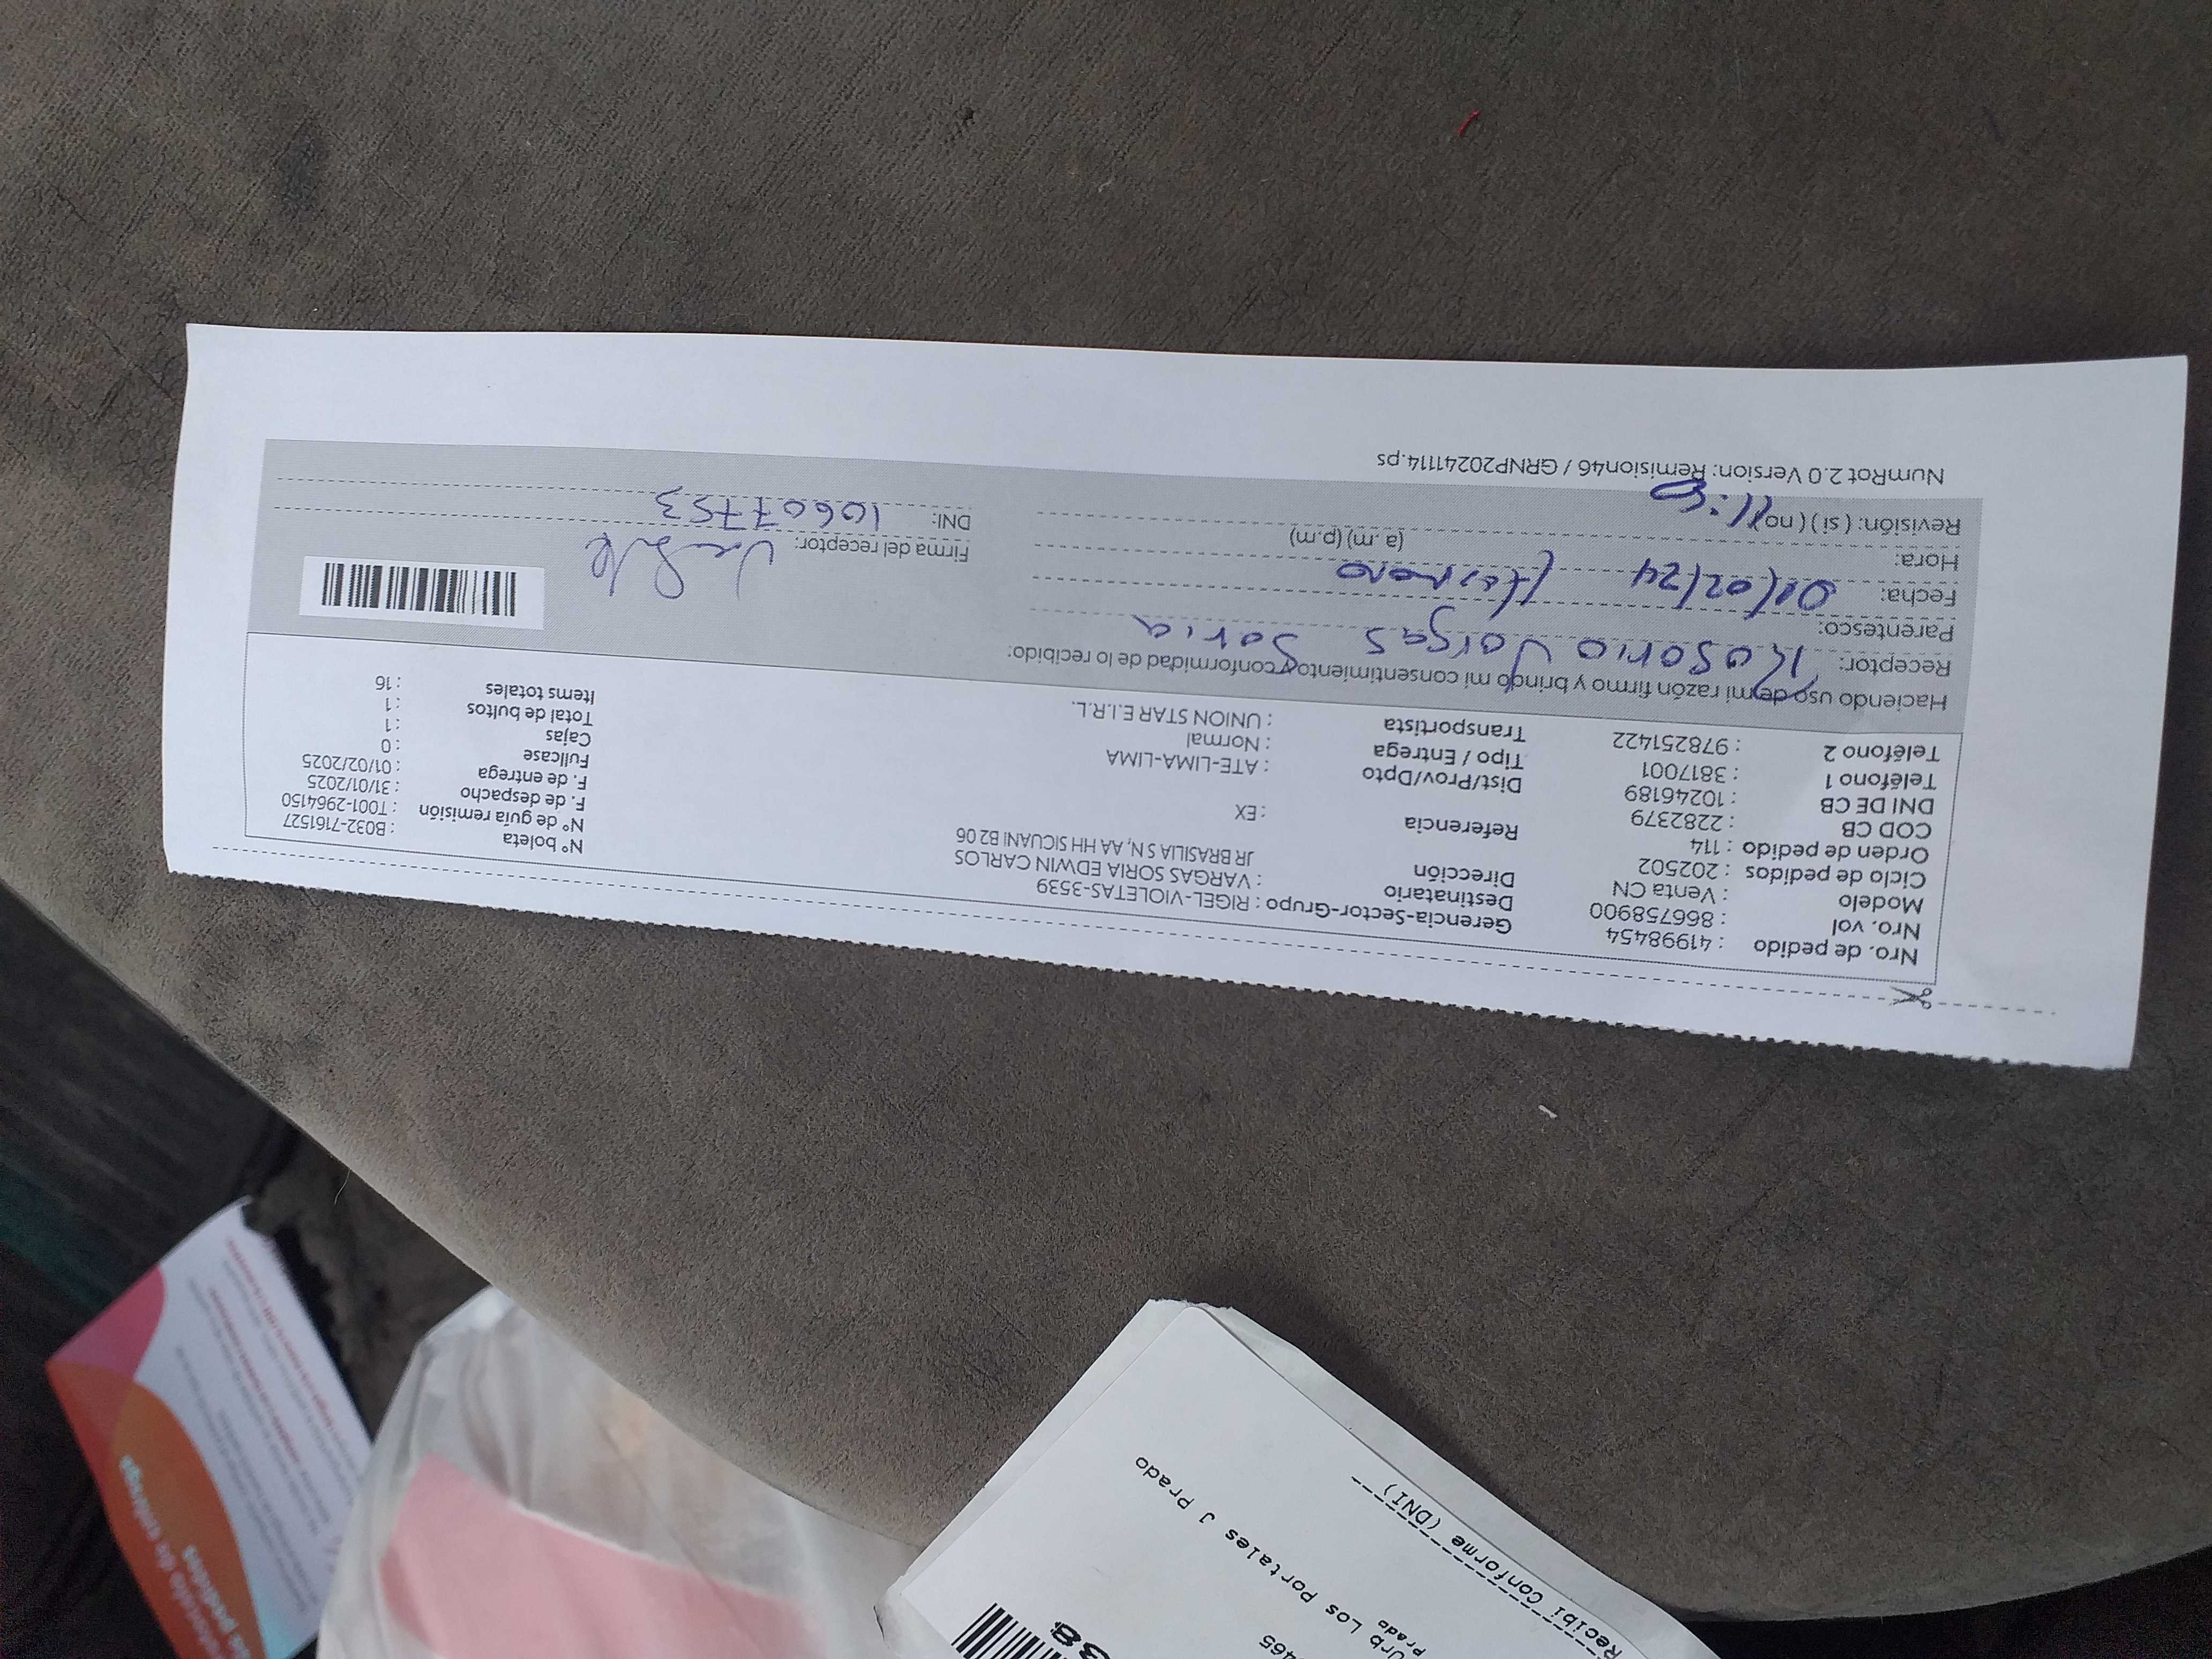 Nro. de pedido : 41998454
Nro. vol : 866758900
Modelo : Venta CN
Ciclo de pedidos : 202502
Orden de pedido : 114
COD CB : 2282379
DNI DE CB : 10246189
Teléfono 1 : 3817001
Teléfono 2 : 978251422
Gerencia-Sector-Grupo : RIGEL-VIOLETAS-3539
Destinatario : VARGAS SORIA EDWIN CARLOS
Dirección JR BRASILIA S N, AA HH SICUANI B2 06
Referencia : EX
Dist/Prov/Dpto : ATE-LIMA-LIMA
Tipo / Entrega : Normal
Transportista : UNION STAR E.I.R.L.
N° boleta : B032-7161527
N° de guía remisión : T001-2964150
F. de despacho : 31/01/2025
F. de entrega : 01/02/2025
Fullcase : 0
Cajas : 1
Total de bultos : 1
Items totales : 16
Haciendo uso de mi razón firmo y brindo mi consentimiento y conformidad de lo recibido:
Receptor: Rosario Vargas Soria
Parentesco: Hermano
Fecha: 01/02/24
Hora: (a. m) (p.m)
Revisión: ( si ) ( no )
Firma del receptor:
DNI: 10607753
NumRot 2.0 Version: Remision46 / GRNP20241114.ps
Recibi Conforme (DNI)
Urb Los Portales J Prado
Prado
465
38